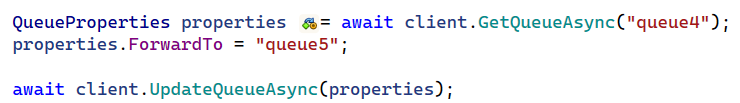 QueueProperties properties = await client.GetQueueAsync("queue4");
properties.ForwardTo = "queue5";
await client.UpdateQueueAsync(properties);